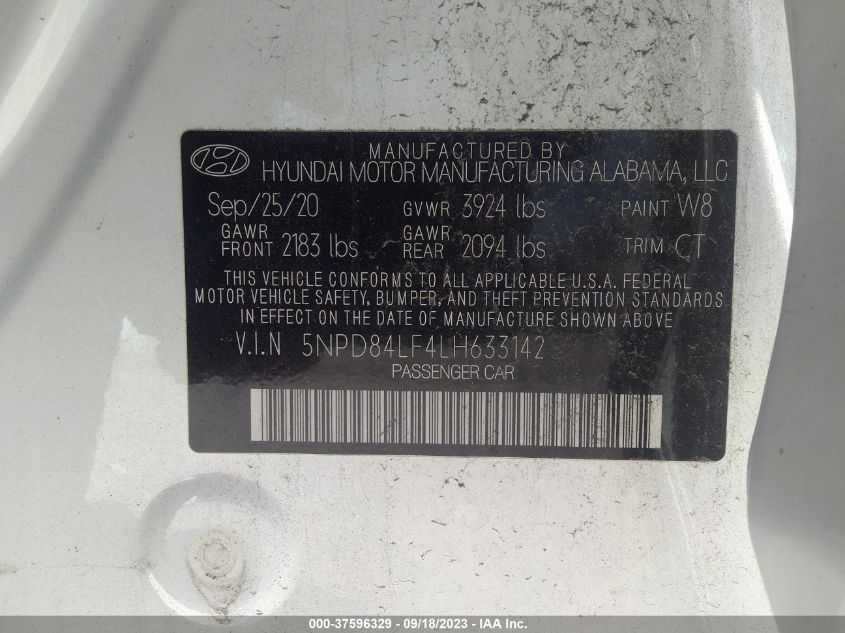 MANUFACTURED BY
HYUNDAI MOTOR MANUFACTURING ALABAMA, LLC
Sep/25/20 GVWR 3924 lbs PAINT W8
GAWR FRONT 2183 lbs GAWR REAR 2094 lbs TRIM CT
THIS VEHICLE CONFORMS TO ALL APPLICABLE U.S.A. FEDERAL
MOTOR VEHICLE SAFETY, BUMPER, AND THEFT PREVENTION STANDARDS
IN EFFECT ON THE DATE OF MANUFACTURE SHOWN ABOVE
V.I.N 5NPD84LF4LH633142
PASSENGER CAR
000-37596329 - 09/18/2023 - IAA Inc.